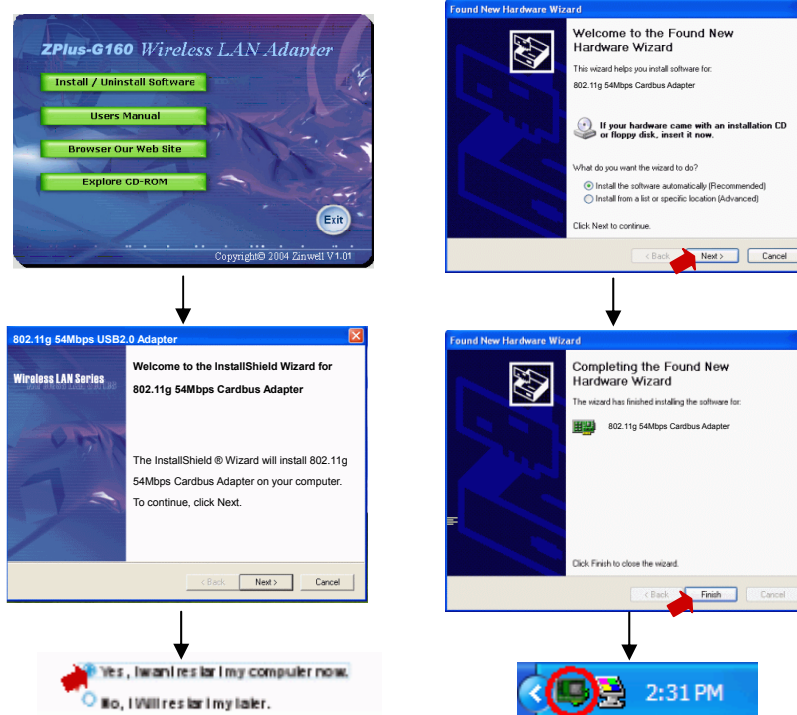 ZPlus-G160 Wireless LAN Adapter
Install / Uninstall Software
Users Manual
Browser Our Web Site
Explore CD-ROM
Exit
Copyright© 2004 Zinwell V1.01
802.11g 54Mbps USB2.0 Adapter
Wireless LAN Series
Welcome to the InstallShield Wizard for
802.11g 54Mbps Cardbus Adapter
The InstallShield ® Wizard will install 802.11g
54Mbps Cardbus Adapter on your computer.
To continue, click Next.
< Back
Next >
Cancel
Yes, I want restart my computer now.
No, I Will restart my later.
Found New Hardware Wizard
Welcome to the Found New
Hardware Wizard
This wizard helps you install software for:
802.11g 54Mbps Cardbus Adapter
If your hardware came with an installation CD
or floppy disk, insert it now.
What do you want the wizard to do?
Install the software automatically (Recommended)
Install from a list or specific location (Advanced)
Click Next to continue.
< Back
Next >
Cancel
Found New Hardware Wizard
Completing the Found New
Hardware Wizard
The wizard has finished installing the software for:
802.11g 54Mbps Cardbus Adapter
Click Finish to close the wizard.
< Back
Finish
Cancel
2:31 PM